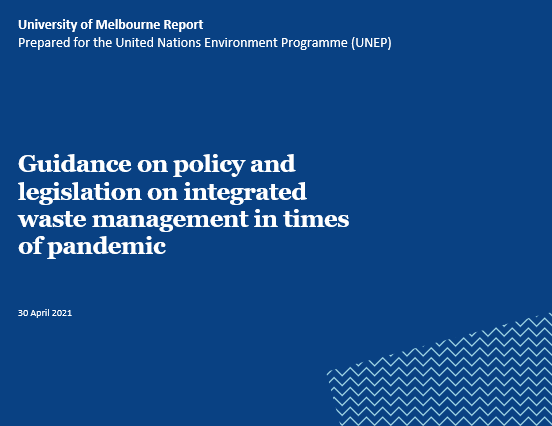 University of Melbourne Report
Prepared for the United Nations Environment Programme (UNEP)
Guidance on policy and
legislation on integrated
waste management in times
of pandemic
30 April 2021